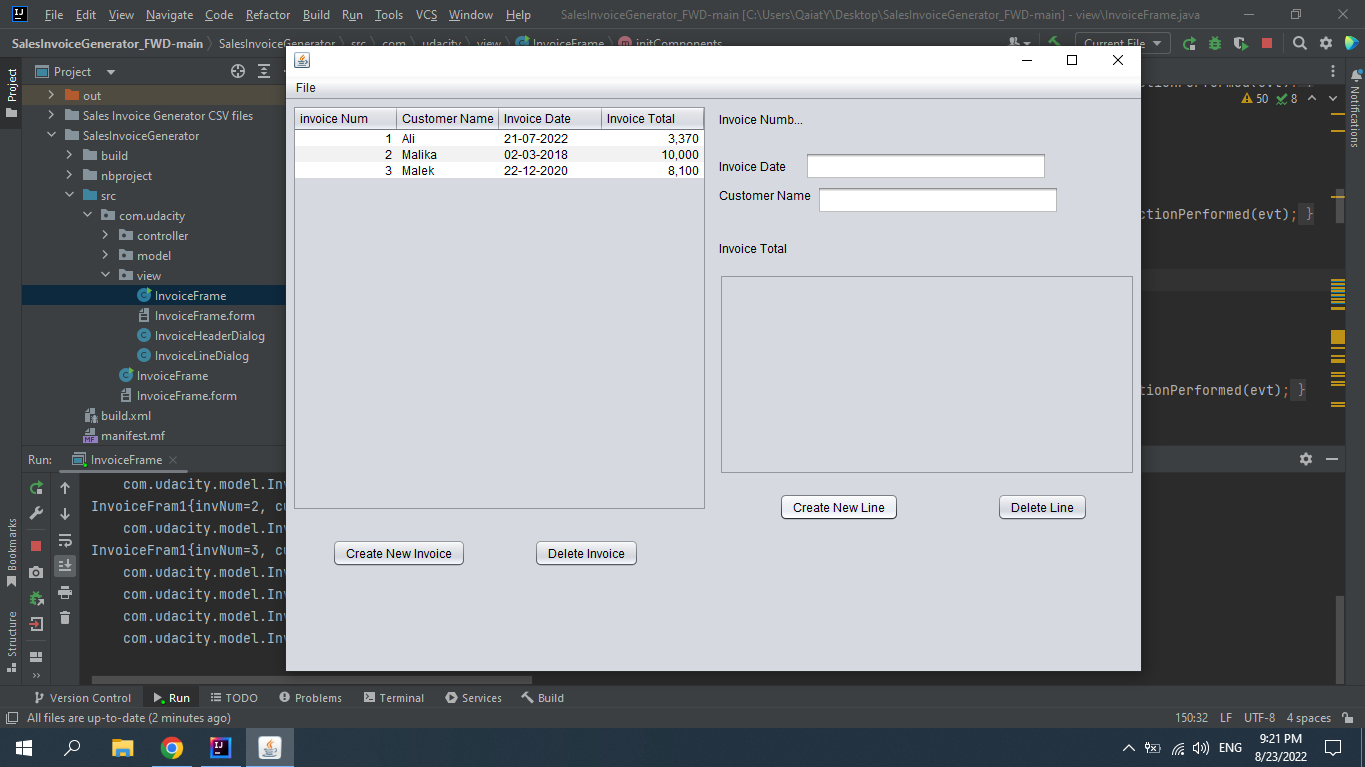 File Edit View Navigate Code Refactor Build Run Tools VCS Window Help SalesInvoiceGenerator_FWD-main [C:\Users\QaiatY\Desktop\SalesInvoiceGenerator_FWD-main] - view\InvoiceFrame.java
SalesInvoiceGenerator_FWD-main SalesInvoiceGenerator src com udacity view InvoiceFrame initComponents Current File
Project
Project
out
Sales Invoice Generator CSV files
SalesInvoiceGenerator
build
nbproject
src
com.udacity
controller
model
view
InvoiceFrame
InvoiceFrame.form
InvoiceHeaderDialog
InvoiceLineDialog
InvoiceFrame
InvoiceFrame.form
build.xml
manifest.mf
File
invoice Num Customer Name Invoice Date Invoice Total
1 Ali 21-07-2022 3,370
2 Malika 02-03-2018 10,000
3 Malek 22-12-2020 8,100
Create New Invoice Delete Invoice
Invoice Numb...
Invoice Date
Customer Name
Invoice Total
Create New Line Delete Line
50 8
ctionPerformed(evt); }
tionPerformed(evt); }
Notifications
Run: InvoiceFrame
com.udacity.model.Inv
InvoiceFram1{invNum=2, cu
com.udacity.model.Inv
InvoiceFram1{invNum=3, cu
com.udacity.model.Inv
com.udacity.model.Inv
com.udacity.model.Inv
com.udacity.model.Inv
Bookmarks
Structure
Version Control Run TODO Problems Terminal Services Build
All files are up-to-date (2 minutes ago) 150:32 LF UTF-8 4 spaces
ENG 9:21 PM
8/23/2022